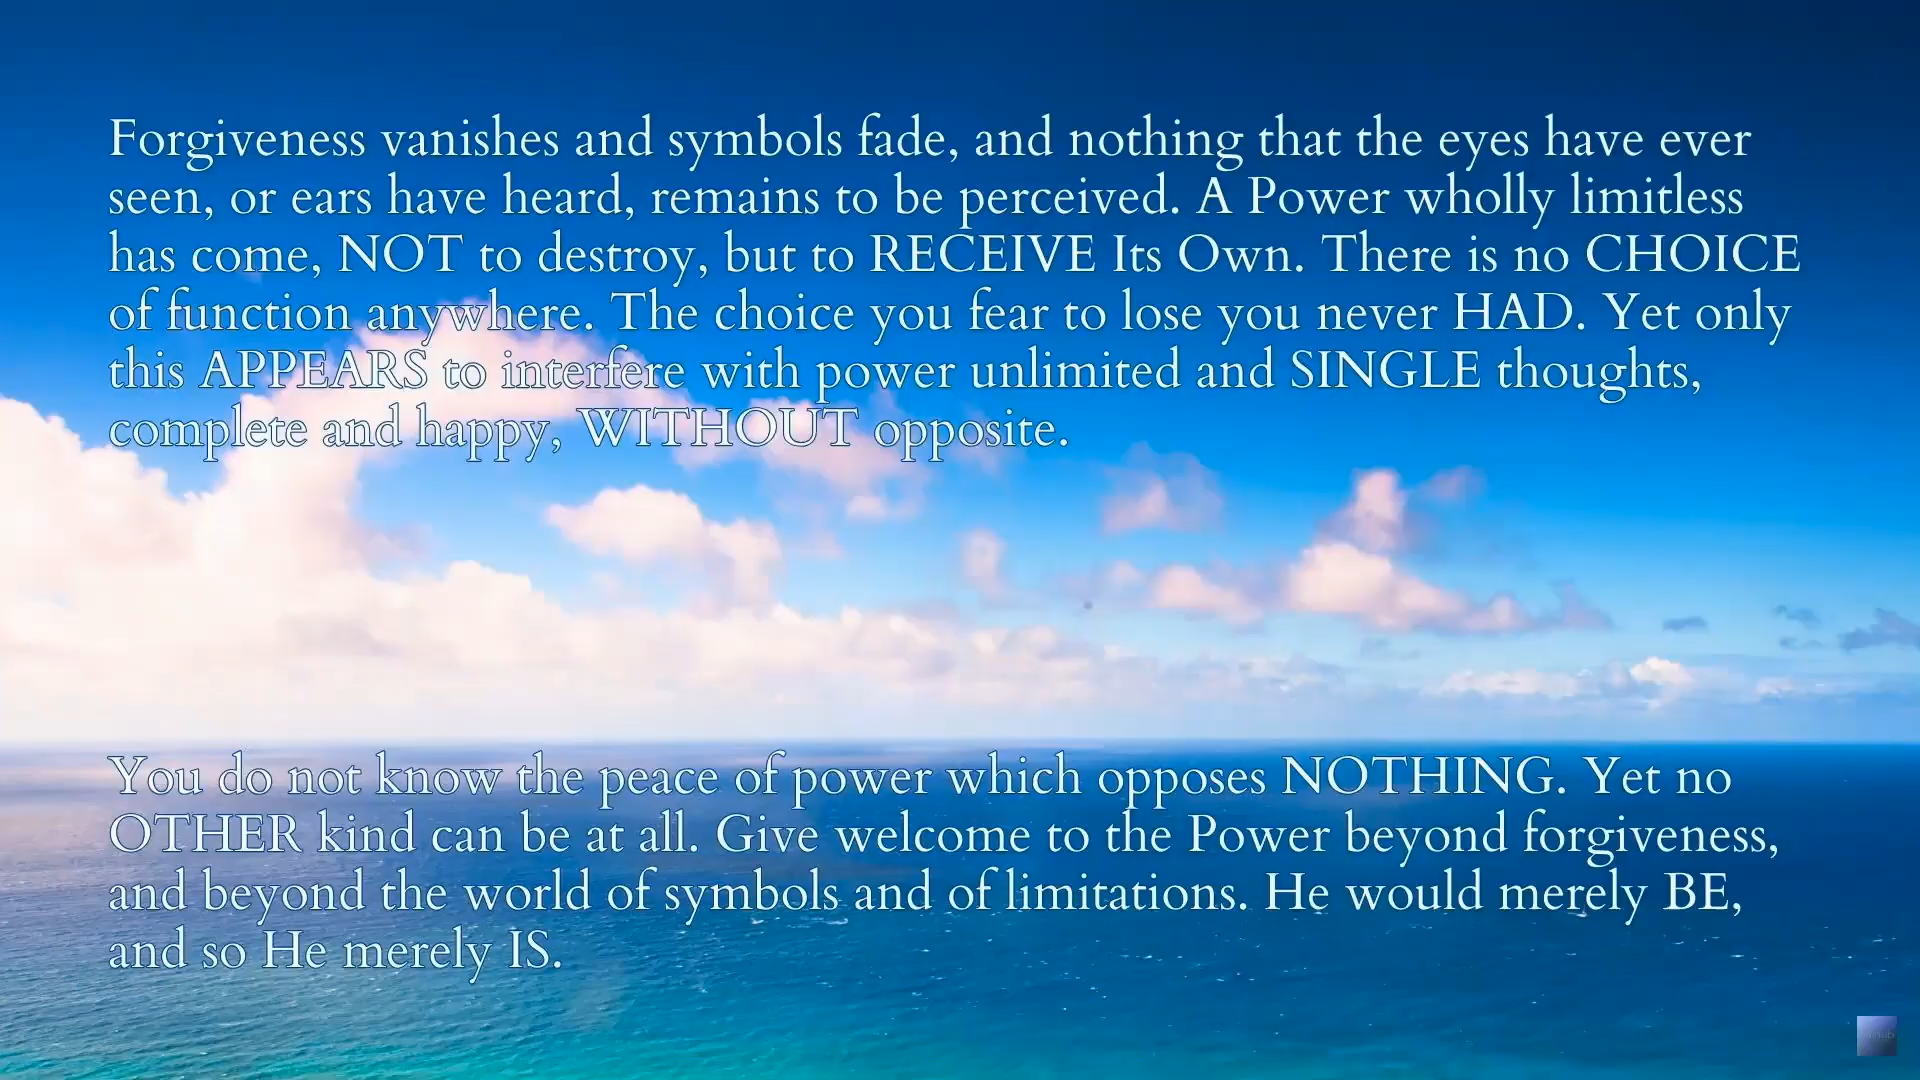 Forgiveness vanishes and symbols fade, and nothing that the eyes have ever
seen, or ears have heard, remains to be perceived. A Power wholly limitless
has come, NOT to destroy, but to RECEIVE Its Own. There is no CHOICE
of function anywhere. The choice you fear to lose you never HAD. Yet only
this APPEARS to interfere with power unlimited and SINGLE thoughts,
complete and happy, WITHOUT opposite.
You do not know the peace of power which opposes NOTHING. Yet no
OTHER kind can be at all. Give welcome to the Power beyond forgiveness,
and beyond the world of symbols and of limitations. He would merely BE,
and so He merely IS.